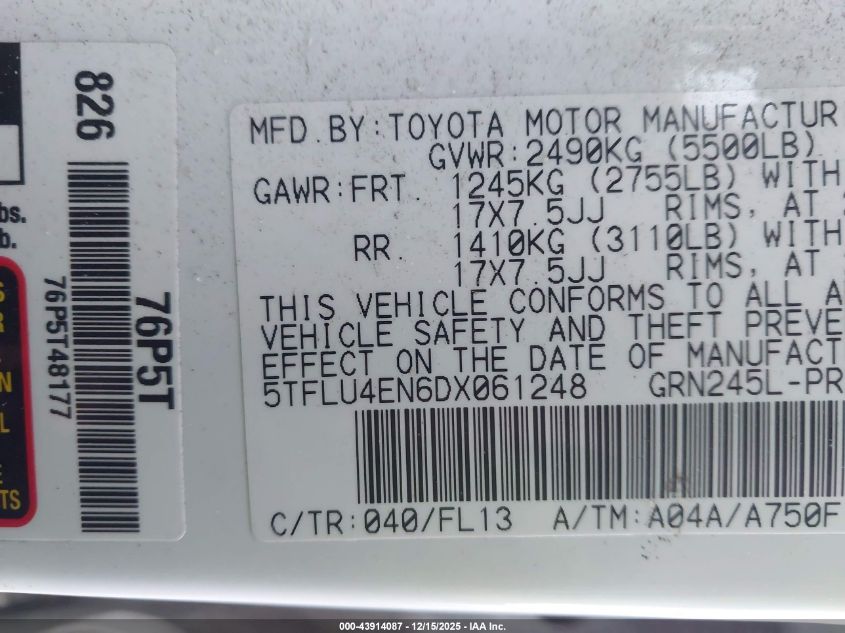 826
76P5T
76P5T48177
bs.
b.
N
L
E
TS
MFD.BY:TOYOTA MOTOR MANUFACTUR
GVWR:2490KG (5500LB)
GAWR:FRT. 1245KG (2755LB) WITH
17X7.5JJ RIMS, AT
RR. 1410KG (3110LB) WITH
17X7.5JJ RIMS, AT
THIS VEHICLE CONFORMS TO ALL A
VEHICLE SAFETY AND THEFT PREVE
EFFECT ON THE DATE OF MANUFACT
5TFLU4EN6DX061248 GRN245L-PR
C/TR:040/FL13 A/TM:A04A/A750F
000-43914087 - 12/15/2025 - IAA Inc.